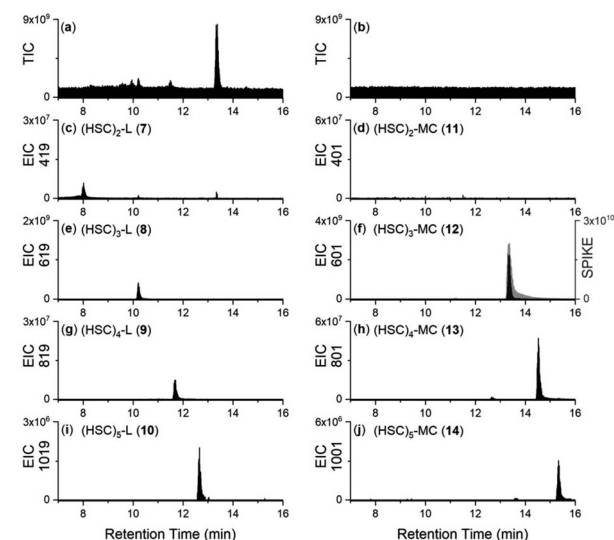 9x10⁹
(a)
TIC
0
8 10 12 14 16
9x10⁹
(b)
TIC
0
8 10 12 14 16
3x10⁷
(c) (HSC)₂-L (7)
EIC
419
0
8 10 12 14 16
6x10⁷
(d) (HSC)₂-MC (11)
EIC
401
0
8 10 12 14 16
2x10⁹
(e) (HSC)₃-L (8)
EIC
619
0
8 10 12 14 16
4x10⁹
(f) (HSC)₃-MC (12)
3x10¹⁰
EIC
601
SPIKE
0
0
8 10 12 14 16
3x10⁷
(g) (HSC)₄-L (9)
EIC
819
0
8 10 12 14 16
6x10⁷
(h) (HSC)₄-MC (13)
EIC
801
0
8 10 12 14 16
3x10⁶
(i) (HSC)₅-L (10)
EIC
1019
0
8 10 12 14 16
Retention Time (min)
6x10⁶
(j) (HSC)₅-MC (14)
EIC
1001
0
8 10 12 14 16
Retention Time (min)